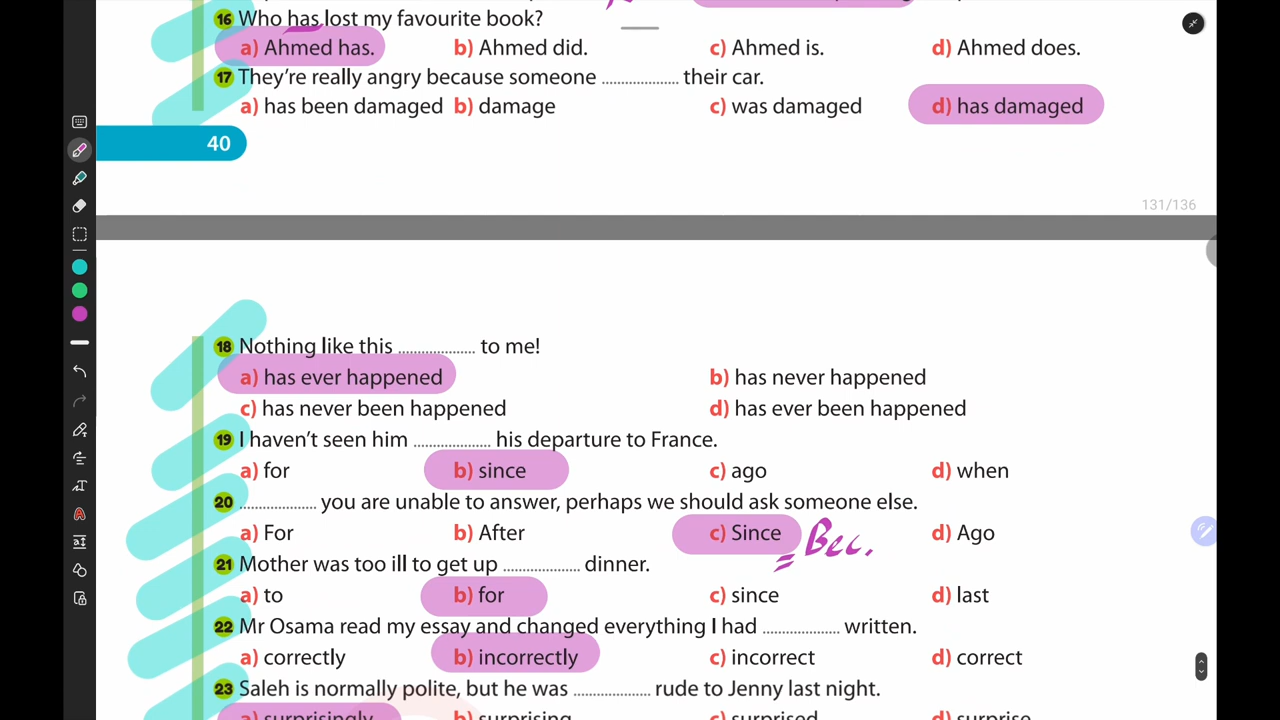 16 Who has lost my favourite book?
a) Ahmed has. b) Ahmed did. c) Ahmed is. d) Ahmed does.
17 They're really angry because someone .................... their car.
a) has been damaged b) damage c) was damaged d) has damaged
40
131/136
18 Nothing like this .................... to me!
a) has ever happened b) has never happened
c) has never been happened d) has ever been happened
19 I haven't seen him .................... his departure to France.
a) for b) since c) ago d) when
20 .................... you are unable to answer, perhaps we should ask someone else.
a) For b) After c) Since d) Ago
= Bec.
21 Mother was too ill to get up .................... dinner.
a) to b) for c) since d) last
22 Mr Osama read my essay and changed everything I had .................... written.
a) correctly b) incorrectly c) incorrect d) correct
23 Saleh is normally polite, but he was .................... rude to Jenny last night.
a) surprisingly b) surprising c) surprised d) surprise